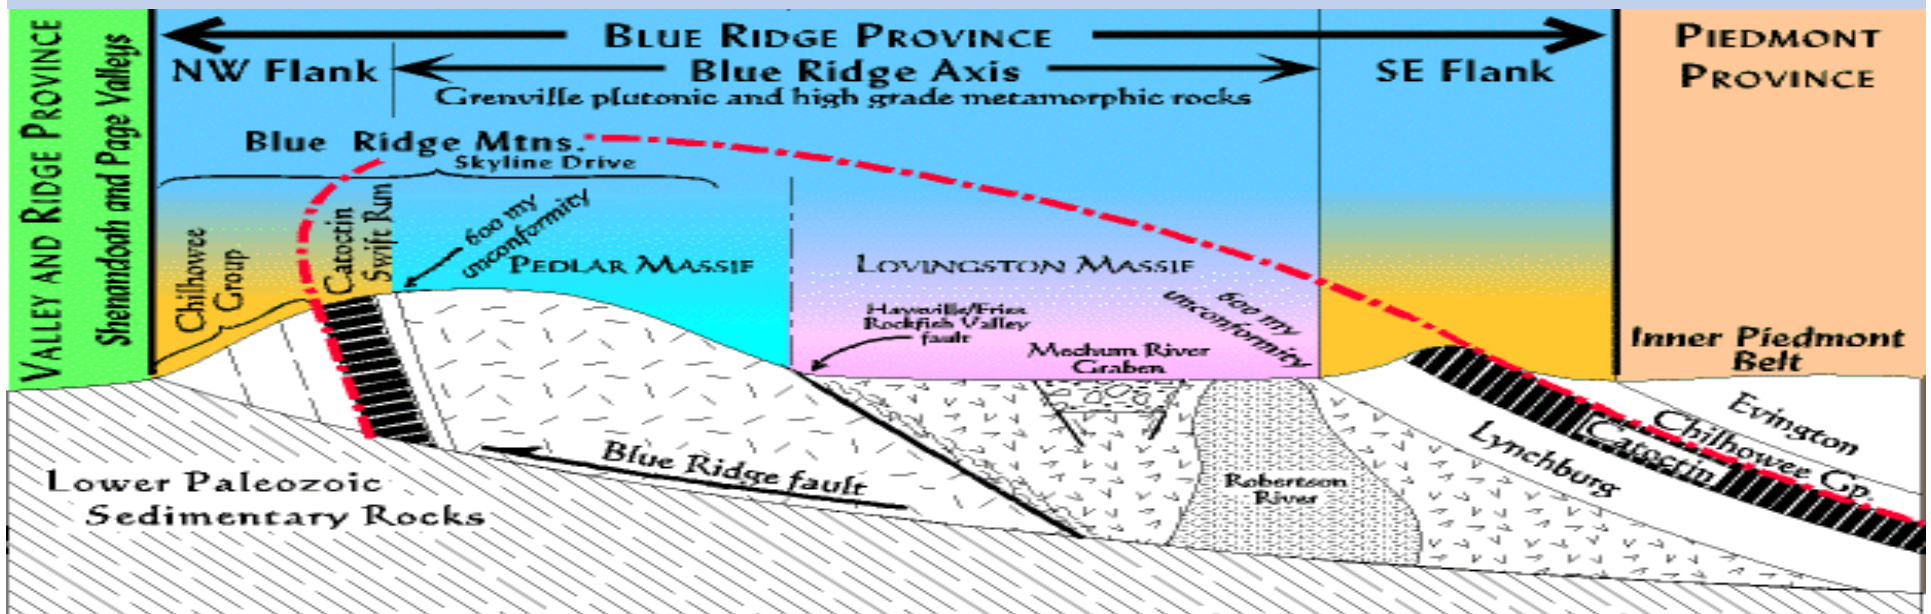 VALLEY AND RIDGE PROVINCE
Shenandoah and Page Valleys
BLUE RIDGE PROVINCE
NW Flank
Blue Ridge Axis
SE Flank
Grenville plutonic and high grade metamorphic rocks
PIEDMONT
PROVINCE
Blue Ridge Mtns.
Skyline Drive
Chilhowee
Group
Catoctin
Swift Run
600 my
unconformity
PEDLAR MASSIF
LOVINGSTON MASSIF
Hayesville/Fries
Rockfish Valley
fault
Mechum River
Graben
600 my
unconformity
Inner Piedmont
Belt
Evington
Chilhowee Gp.
Catoctin
Lynchburg
Robertson
River
Blue Ridge fault
Lower Paleozoic
Sedimentary Rocks